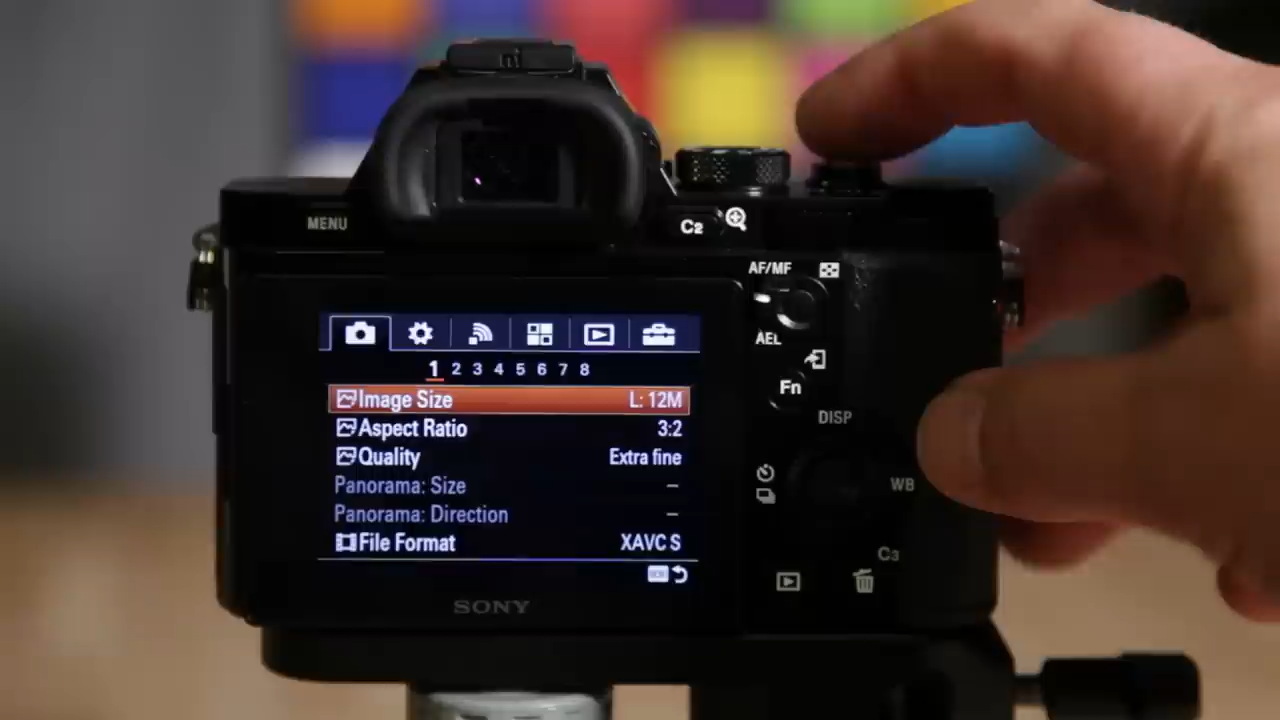 MENU
C2
AF/MF
AEL
Fn
DISP
WB
C3
1 2 3 4 5 6 7 8
Image Size L: 12M
Aspect Ratio 3:2
Quality Extra fine
Panorama: Size –
Panorama: Direction –
File Format XAVC S
SONY